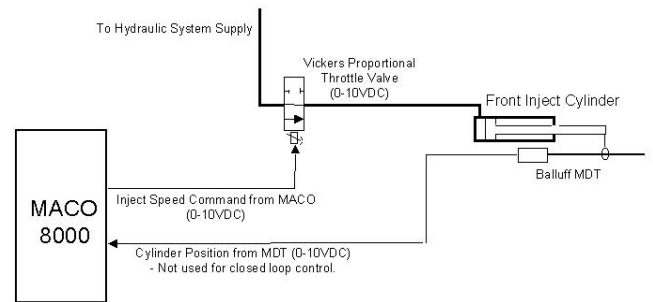 To Hydraulic System Supply
Vickers Proportional
Throttle Valve
(0-10VDC)
Front Inject Cylinder
Balluff MDT
MACO
8000
Inject Speed Command from MACO
(0-10VDC)
Cylinder Position from MDT (0-10VDC)
- Not used for closed loop control.